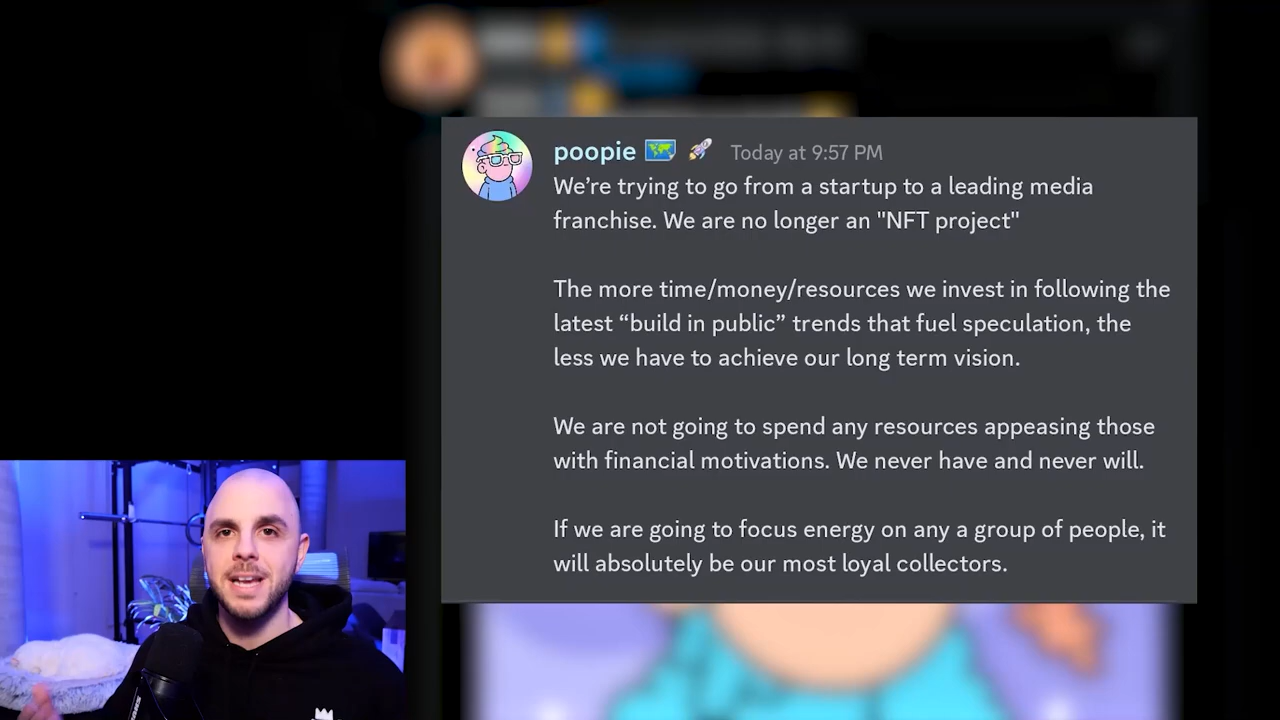 poopie 🗺️ 🚀 Today at 9:57 PM
We’re trying to go from a startup to a leading media
franchise. We are no longer an "NFT project"
The more time/money/resources we invest in following the
latest “build in public” trends that fuel speculation, the
less we have to achieve our long term vision.
We are not going to spend any resources appeasing those
with financial motivations. We never have and never will.
If we are going to focus energy on any a group of people, it
will absolutely be our most loyal collectors.